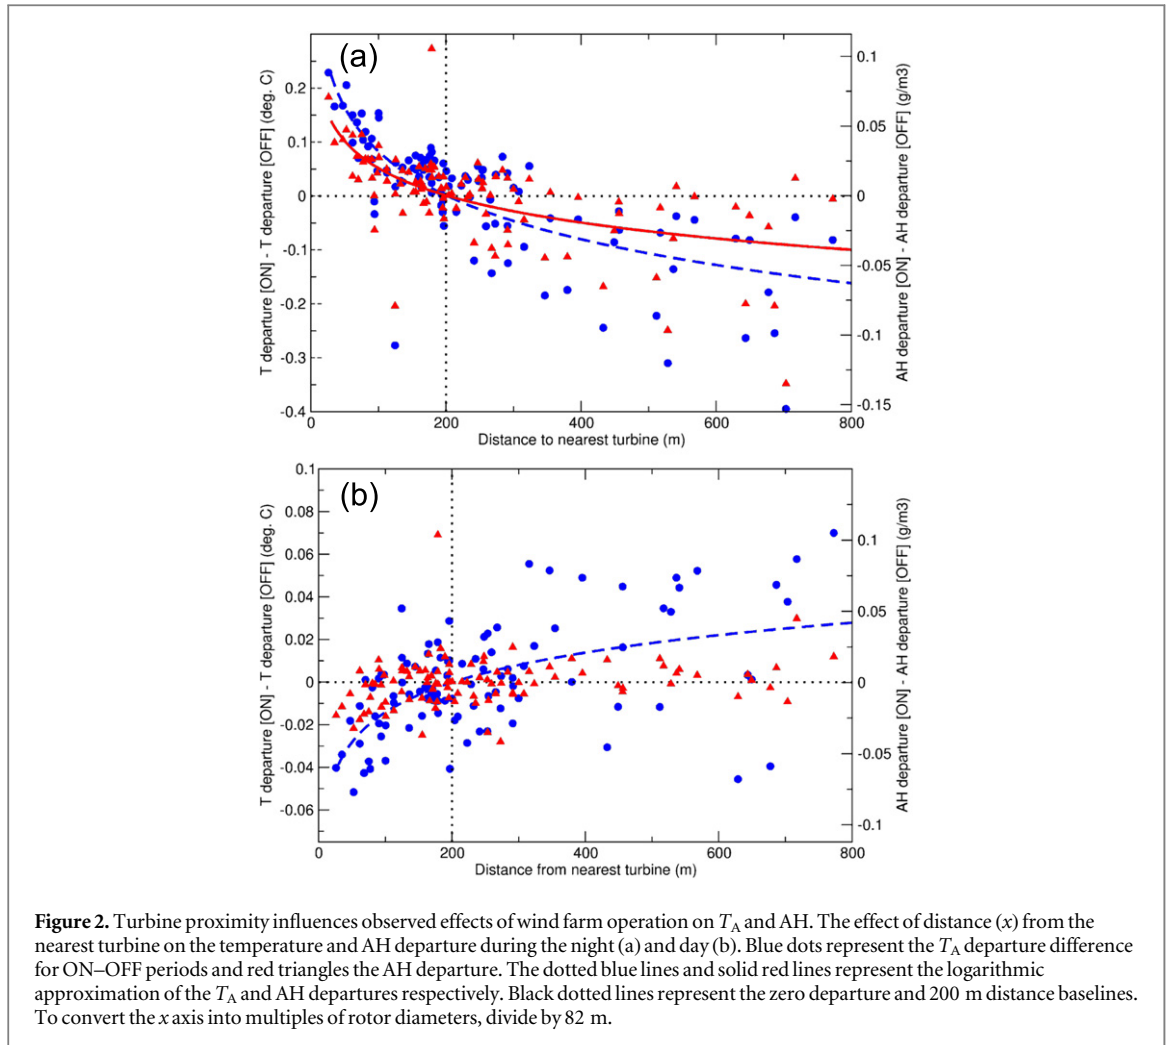 (a)
T departure [ON] - T departure [OFF] (deg. C)
0.2
0.1
0
-0.1
-0.2
-0.3
-0.4
AH departure [ON] - AH departure [OFF] (g/m3)
0.1
0.05
0
-0.05
-0.1
-0.15
0 200 400 600 800
Distance to nearest turbine (m)
(b)
T departure [ON] - T departure [OFF] (deg. C)
0.1
0.08
0.06
0.04
0.02
0
-0.02
-0.04
-0.06
AH departure [ON] - AH departure [OFF] (g/m3)
0.1
0.05
0
-0.05
-0.1
0 200 400 600 800
Distance from nearest turbine (m)
Figure 2. Turbine proximity influences observed effects of wind farm operation on TA and AH. The effect of distance (x) from the
nearest turbine on the temperature and AH departure during the night (a) and day (b). Blue dots represent the TA departure difference
for ON–OFF periods and red triangles the AH departure. The dotted blue lines and solid red lines represent the logarithmic
approximation of the TA and AH departures respectively. Black dotted lines represent the zero departure and 200 m distance baselines.
To convert the x axis into multiples of rotor diameters, divide by 82 m.